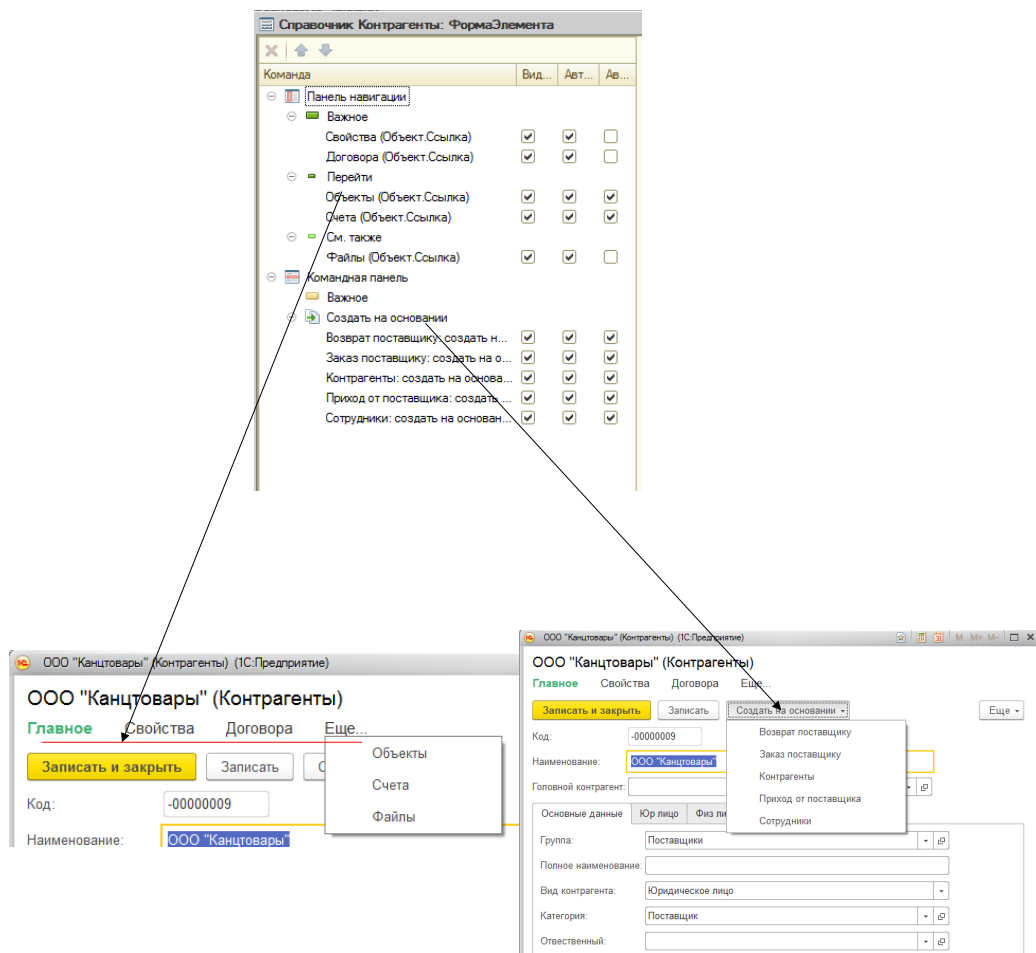 Справочник Контрагенты: ФормаЭлемента
Команда Вид... Авт... Ав...
Панель навигации
Важное
Свойства (Объект.Ссылка)
Договора (Объект.Ссылка)
Перейти
Объекты (Объект.Ссылка)
Счета (Объект.Ссылка)
См. также
Файлы (Объект.Ссылка)
Командная панель
Важное
Создать на основании
Возврат поставщику: создать н...
Заказ поставщику: создать на о...
Контрагенты: создать на основа...
Приход от поставщика: создать ...
Сотрудники: создать на основан...
ООО "Канцтовары" (Контрагенты) (1С:Предприятие)
ООО "Канцтовары" (Контрагенты)
Главное Свойства Договора Еще...
Записать и закрыть Записать С
Объекты
Счета
Файлы
Код: -00000009
Наименование: ООО "Канцтовары"
ООО "Канцтовары" (Контрагенты) (1С:Предприятие) M M+ M-
ООО "Канцтовары" (Контрагенты)
Главное Свойства Договора Еще...
Записать и закрыть Записать Создать на основании Еще
Возврат поставщику
Заказ поставщику
Контрагенты
Приход от поставщика
Сотрудники
Код: -00000009
Наименование: ООО "Канцтовары"
Головной контрагент:
Основные данные Юр лицо Физ ли
Группа: Поставщики
Полное наименование:
Вид контрагента: Юридическое лицо
Категория: Поставщик
Отвественный: